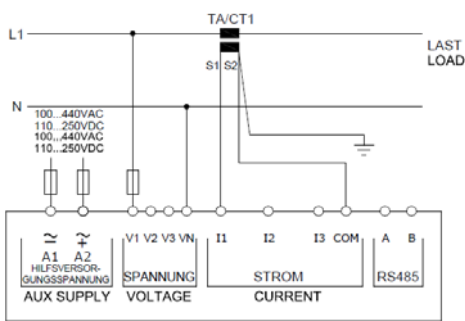 TA/CT1
L1
S1 S2
LAST
LOAD
N
100...440VAC
110...250VDC
100...440VAC
110...250VDC
A1 A2
V1 V2 V3 VN
I1 I2 I3 COM
A B
HILFSVERSOR-
GUNGSSPANNUNG
SPANNUNG
STROM
RS485
AUX SUPPLY
VOLTAGE
CURRENT